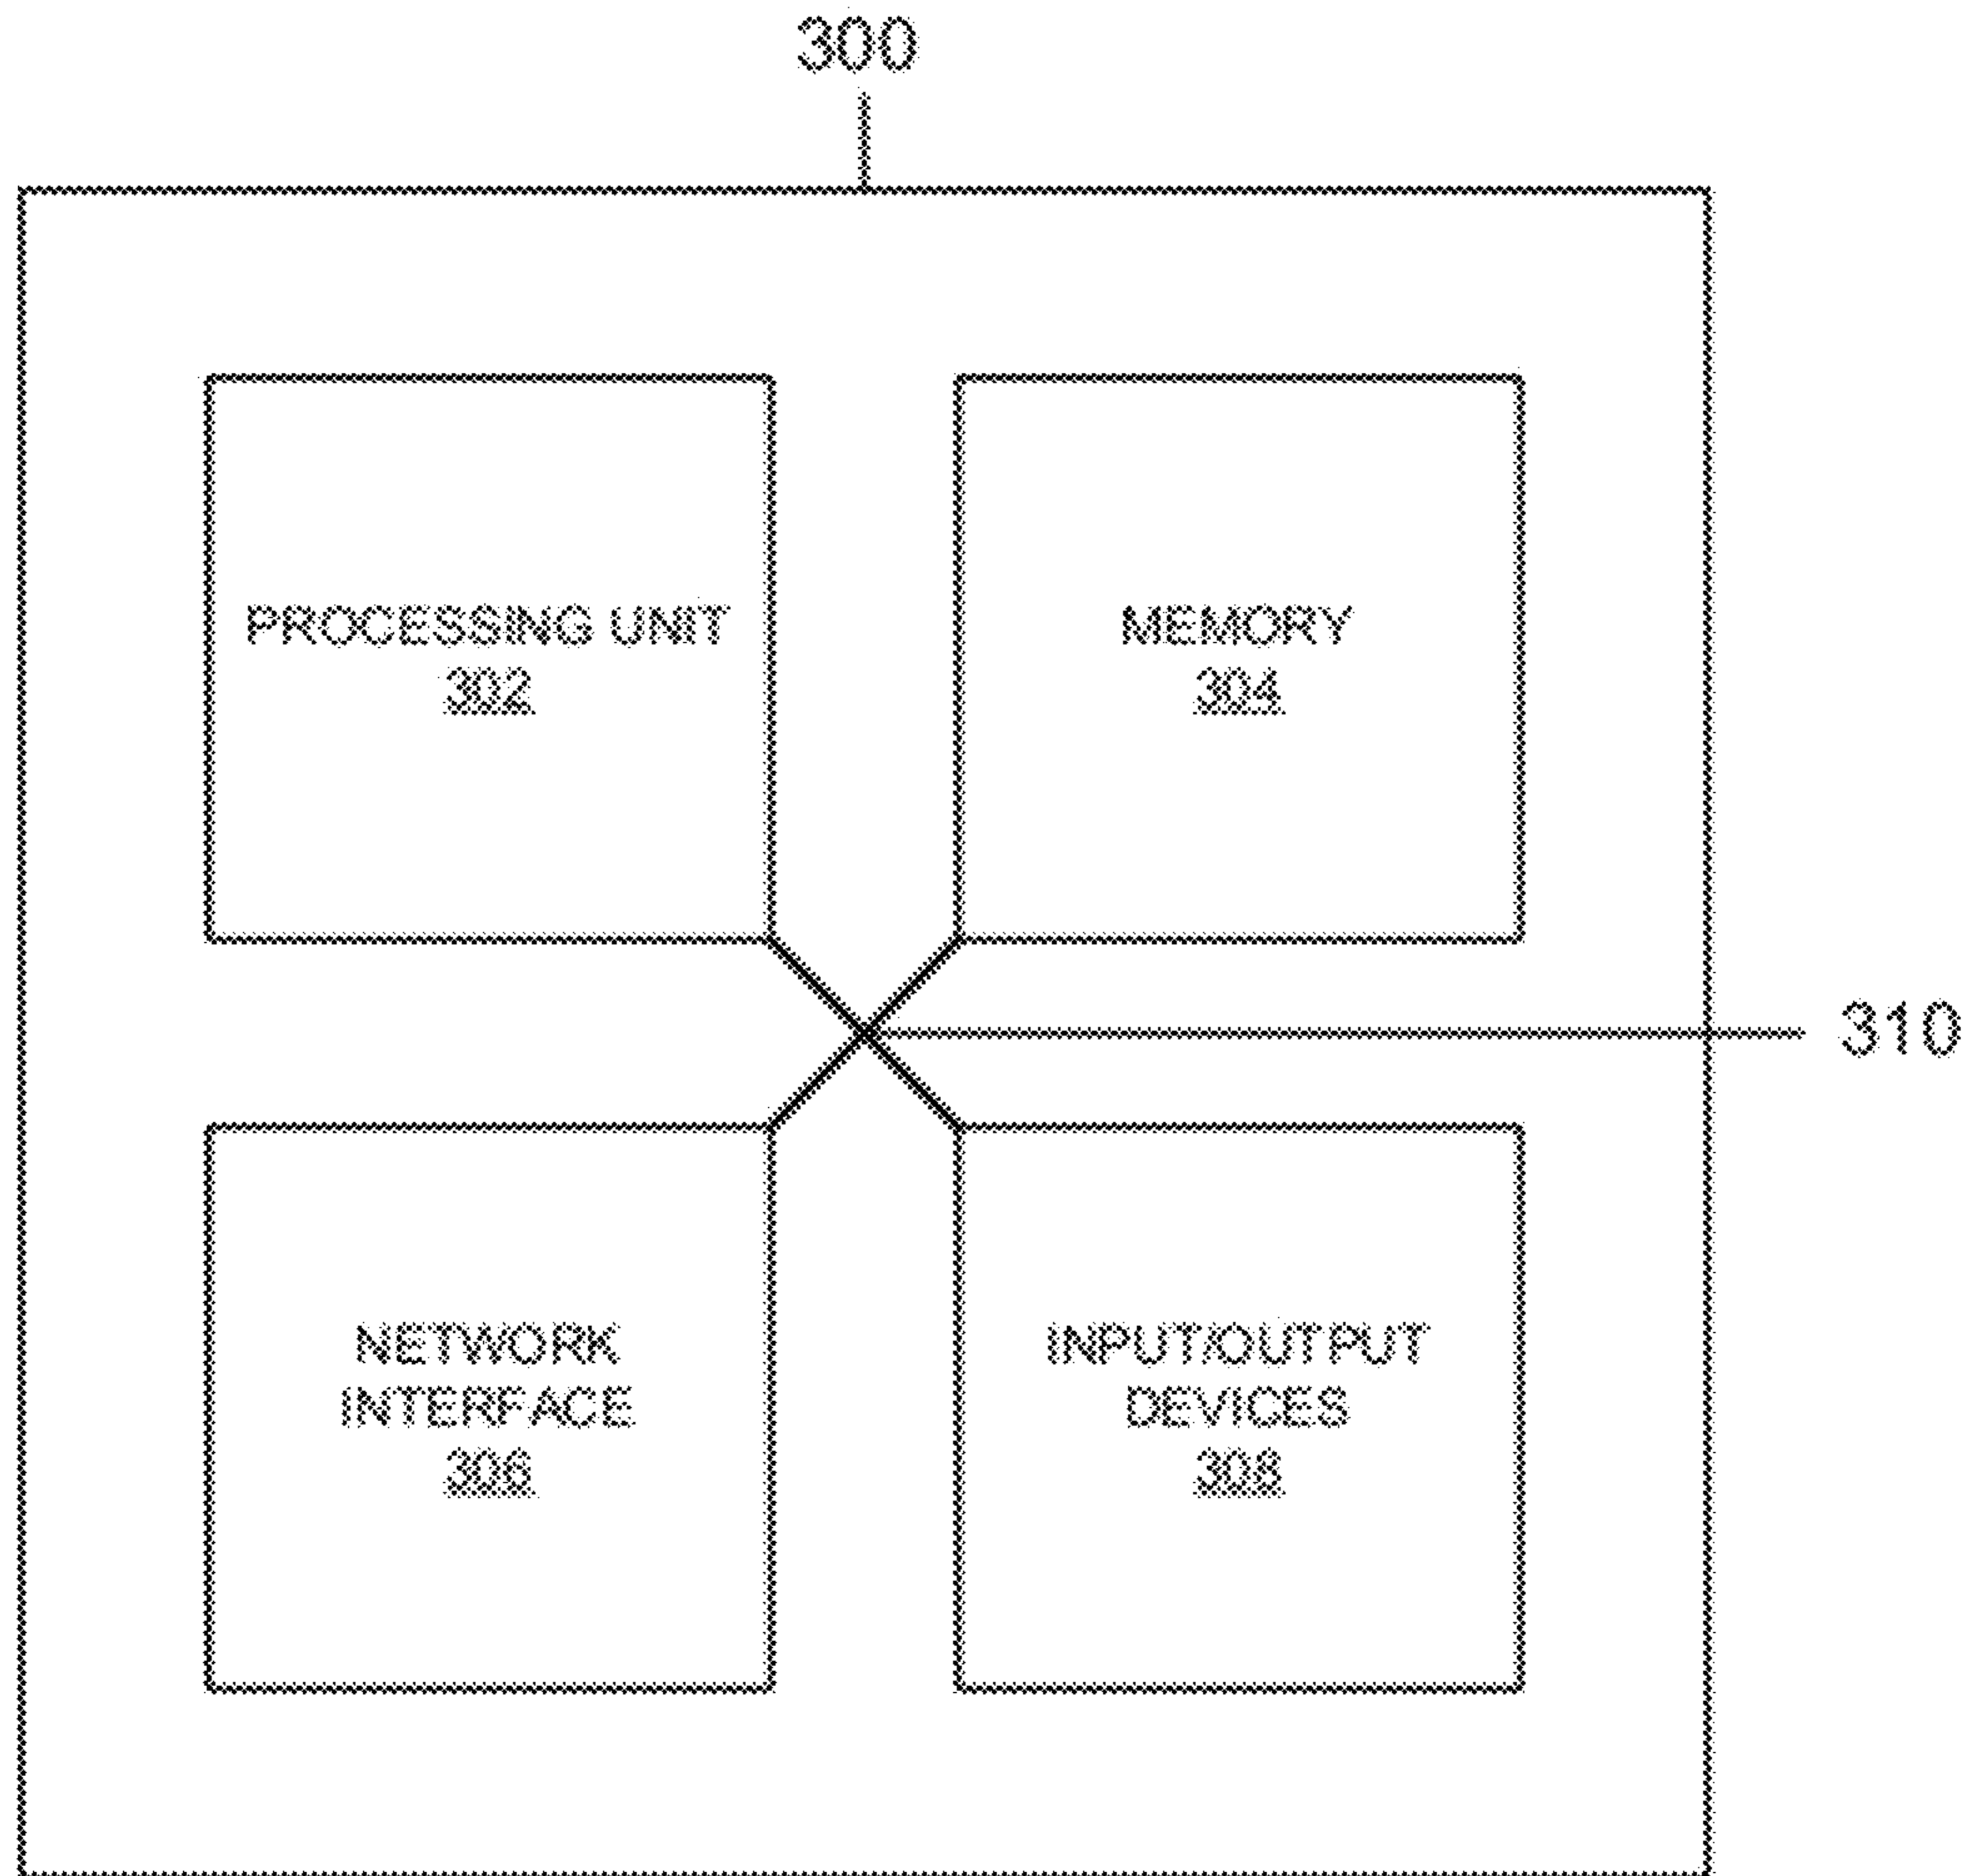 300
PROCESSING UNIT
302
MEMORY
304
310
NETWORK
INTERFACE
306
INPUT/OUTPUT
DEVICES
308